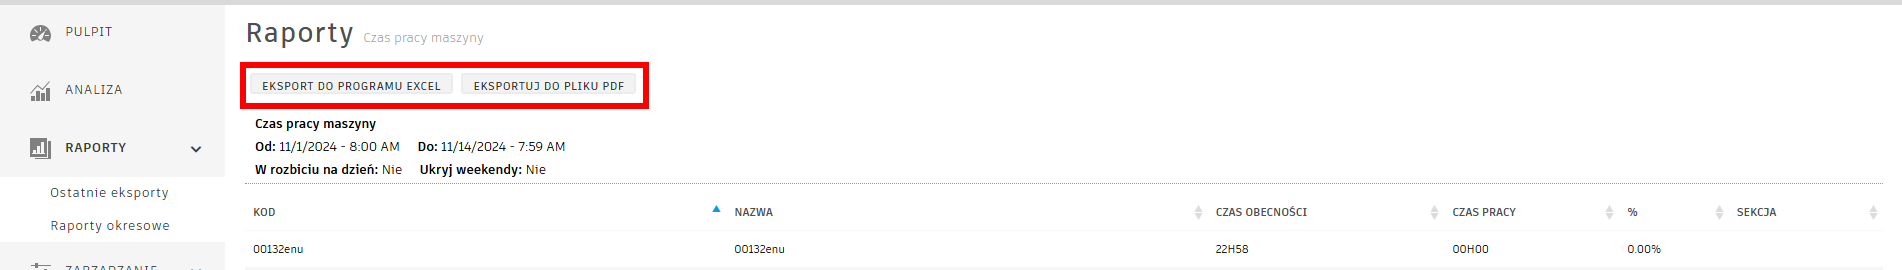 PULPIT
ANALIZA
RAPORTY
Ostatnie eksporty
Raporty okresowe
ZARZĄDZANIE
Raporty Czas pracy maszyny
EKSPORT DO PROGRAMU EXCEL EKSPORTUJ DO PLIKU PDF
Czas pracy maszyny
Od: 11/1/2024 - 8:00 AM Do: 11/14/2024 - 7:59 AM
W rozbiciu na dzień: Nie Ukryj weekendy: Nie
KOD NAZWA CZAS OBECNOŚCI CZAS PRACY % SEKCJA
00132enu 00132enu 22H58 00H00 0.00%